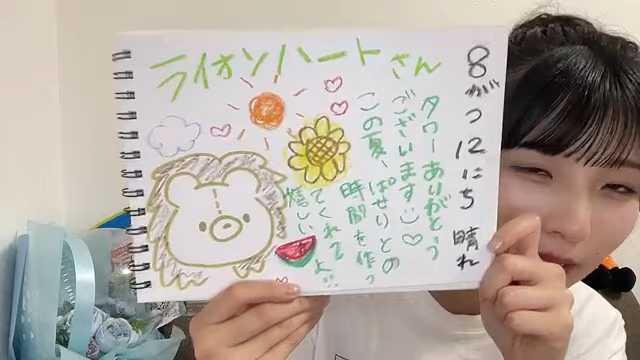 8がつ12にち 晴れ
ライオンハートさん
タワーありがとう
ございます:)♡
この夏、ぱせりとの
時間を作っ
てくれてよ!!
嬉しい